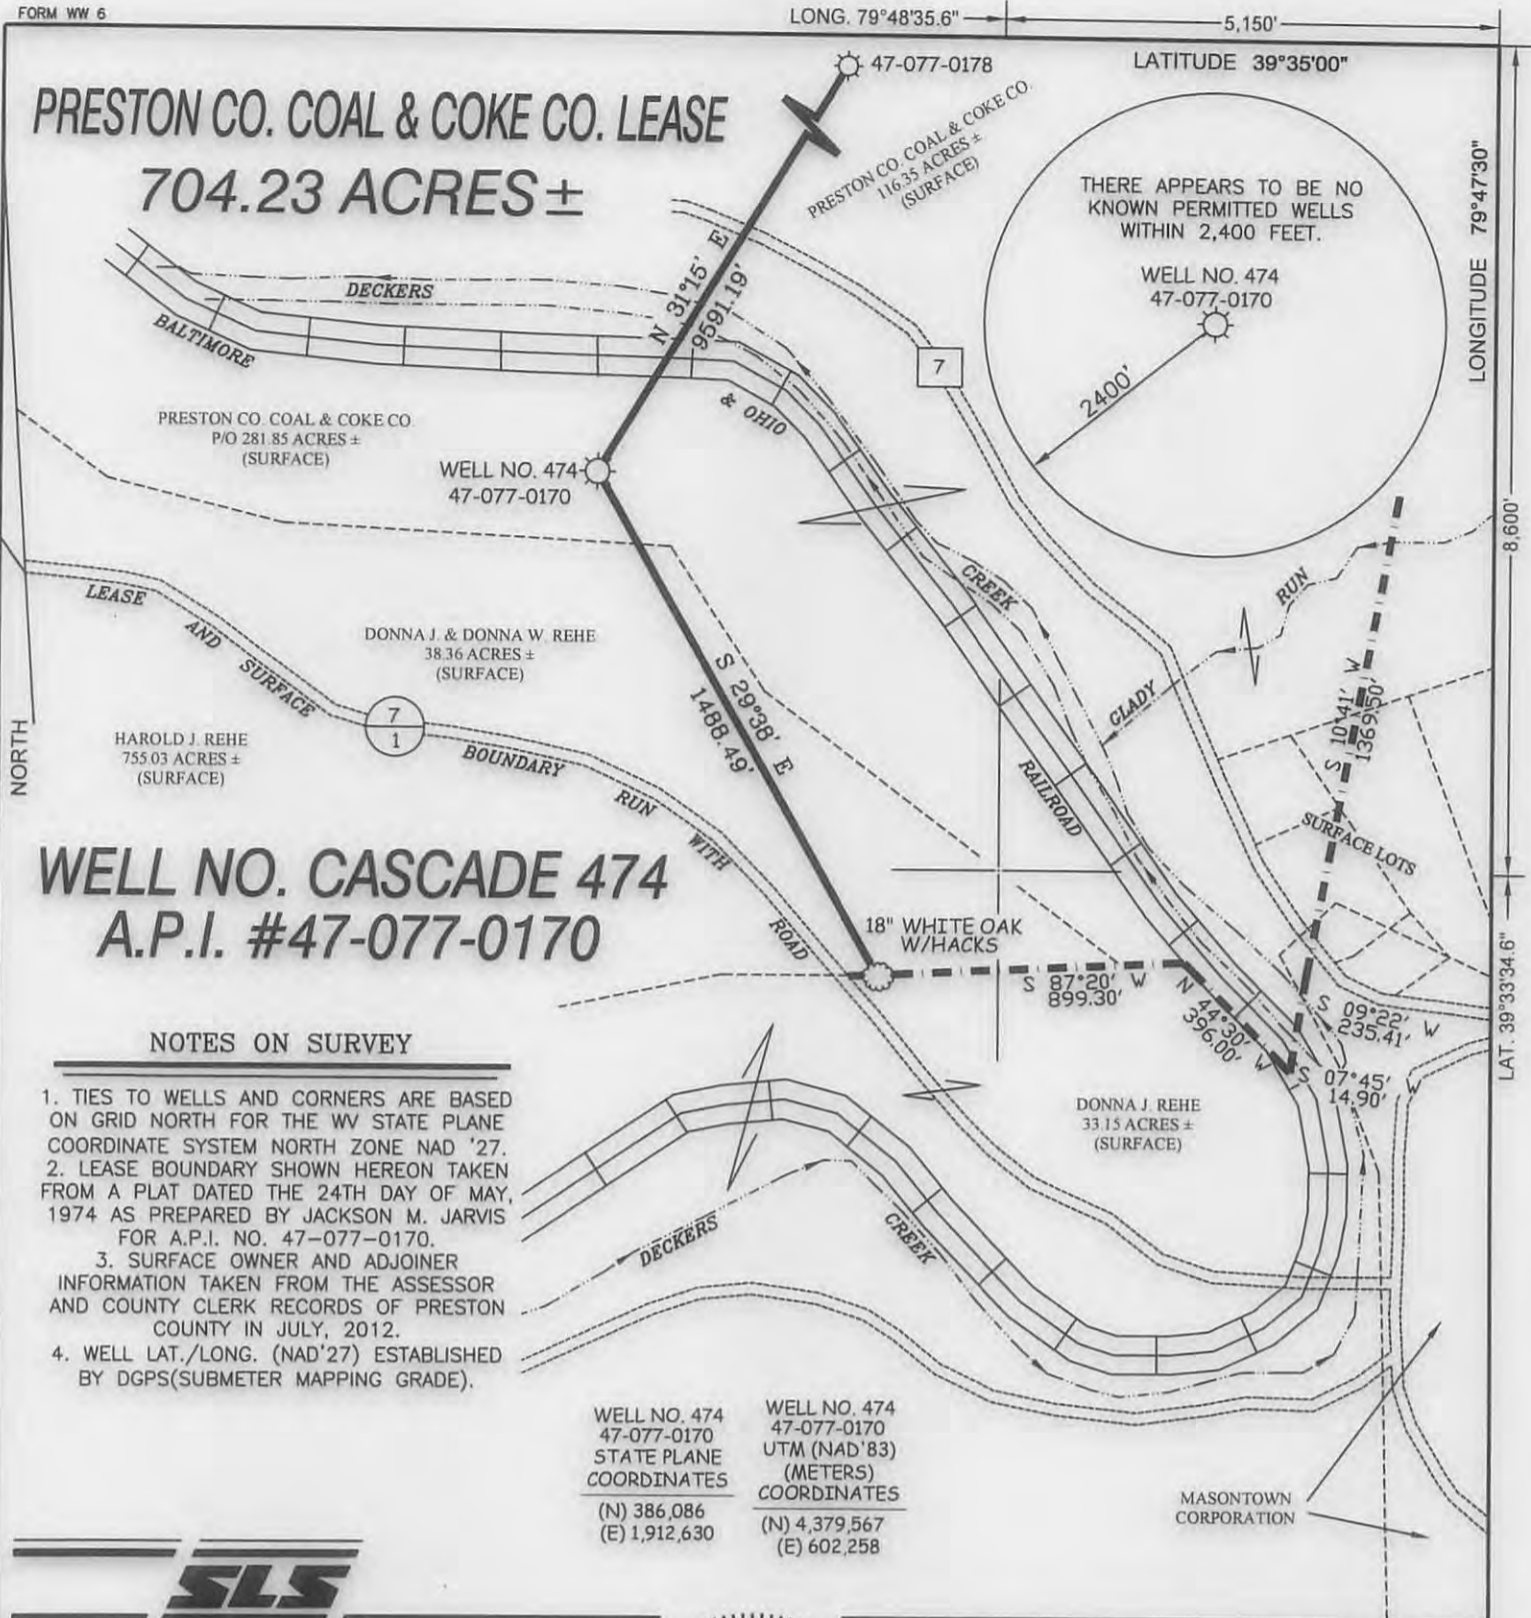 FORM WW 6
LONG. 79°48'35.6"
5,150'
47-077-0178
LATITUDE 39°35'00"
PRESTON CO. COAL & COKE CO. LEASE
704.23 ACRES ±
PRESTON CO. COAL & COKE CO.
116.35 ACRES ±
(SURFACE)
THERE APPEARS TO BE NO
KNOWN PERMITTED WELLS
WITHIN 2,400 FEET.
WELL NO. 474
47-077-0170
2400'
LONGITUDE 79°47'30"
8,600'
N 31°15' E
9591.19'
DECKERS
BALTIMORE
& OHIO
7
PRESTON CO. COAL & COKE CO.
P/O 281.85 ACRES ±
(SURFACE)
WELL NO. 474
47-077-0170
CREEK
RUN
GLADY
LEASE
AND
SURFACE
DONNA J. & DONNA W. REHE
38.36 ACRES ±
(SURFACE)
S 29°38' E
1488.49'
S 10°41' W
1369.50'
7
1
HAROLD J. REHE
755.03 ACRES ±
(SURFACE)
NORTH
BOUNDARY
RUN
WITH
ROAD
RAILROAD
SURFACE LOTS
WELL NO. CASCADE 474
A.P.I. #47-077-0170
18" WHITE OAK
W/HACKS
S 87°20' W
899.30'
N 44°30' W
396.00'
S 09°22' W
235.41'
S 07°45' W
14.90'
LAT. 39°33'34.6"
NOTES ON SURVEY
1. TIES TO WELLS AND CORNERS ARE BASED
ON GRID NORTH FOR THE WV STATE PLANE
COORDINATE SYSTEM NORTH ZONE NAD '27.
2. LEASE BOUNDARY SHOWN HEREON TAKEN
FROM A PLAT DATED THE 24TH DAY OF MAY,
1974 AS PREPARED BY JACKSON M. JARVIS
FOR A.P.I. NO. 47-077-0170.
3. SURFACE OWNER AND ADJOINER
INFORMATION TAKEN FROM THE ASSESSOR
AND COUNTY CLERK RECORDS OF PRESTON
COUNTY IN JULY, 2012.
4. WELL LAT./LONG. (NAD'27) ESTABLISHED
BY DGPS(SUBMETER MAPPING GRADE).
DONNA J. REHE
33.15 ACRES ±
(SURFACE)
DECKERS
CREEK
WELL NO. 474
47-077-0170
STATE PLANE
COORDINATES
(N) 386,086
(E) 1,912,630
WELL NO. 474
47-077-0170
UTM (NAD'83)
(METERS)
COORDINATES
(N) 4,379,567
(E) 602,258
MASONTOWN
CORPORATION
SLS